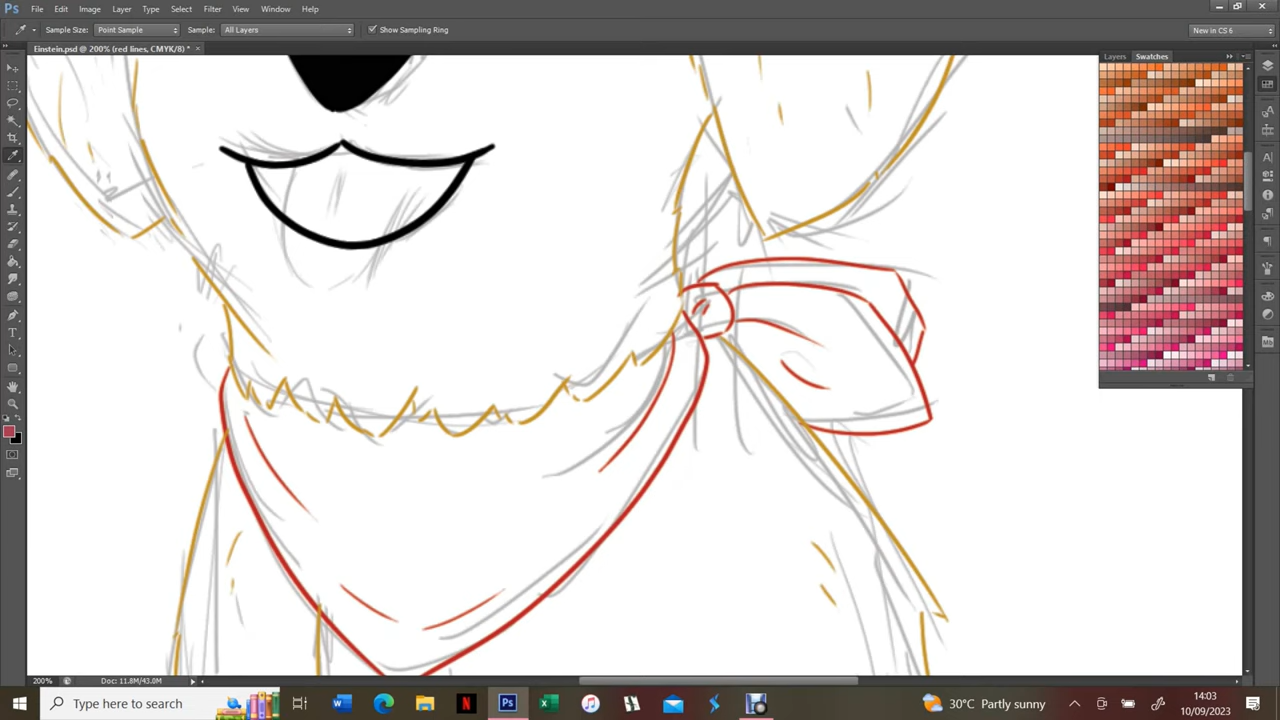 Ps File Edit Image Layer Type Select Filter View Window Help
Sample Size: Point Sample Sample: All Layers Show Sampling Ring New in CS 6
Einstein.psd @ 200% (red lines, CMYK/8) * ×
Layers Swatches
200% Doc: 11.8M/43.0M
Type here to search
30°C Partly sunny
14:03
10/09/2023